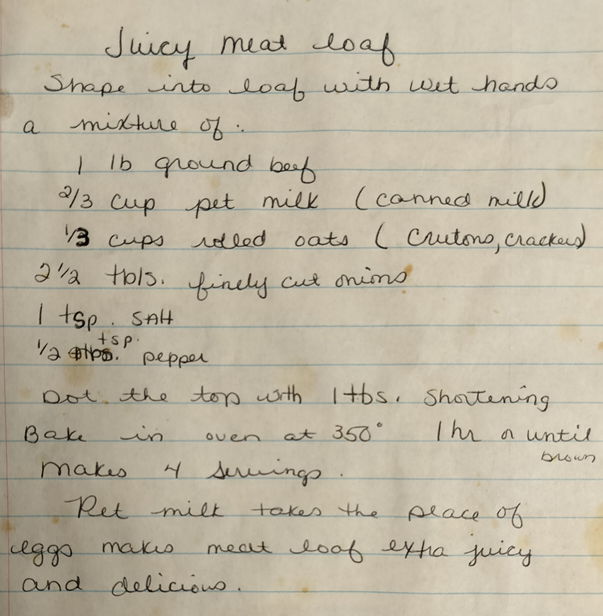 Juicy meat loaf
Shape into loaf with wet hands
a mixture of:
1 lb ground beef
2/3 cup pet milk (canned milk)
1/3 cups rolled oats (Crutons, crackers)
2 1/2 tbls. finely cut onions
1 tsp. SAlt
1/2 tsp. pepper
Dot the top with 1 tbs. Shortening
Bake in oven at 350° 1 hr or until
brown
Makes 4 servings.
Pet milk takes the place of
eggs makes meat loaf extra juicy
and delicious.